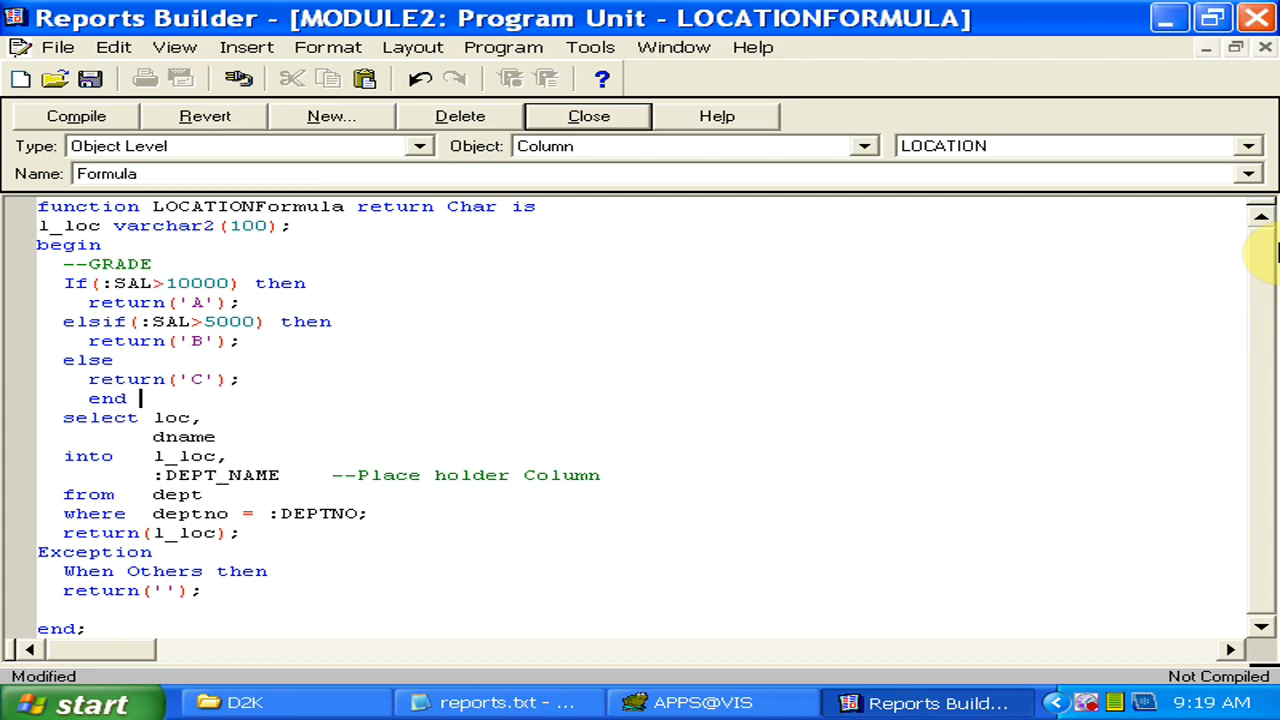 Reports Builder - [MODULE2: Program Unit - LOCATIONFORMULA]
File Edit View Insert Format Layout Program Tools Window Help
Compile Revert New... Delete Close Help
Type: Object Level Object: Column LOCATION
Name: Formula
function LOCATIONFormula return Char is
l_loc varchar2(100);
begin
--GRADE
If(:SAL>10000) then
return('A');
elsif(:SAL>5000) then
return('B');
else
return('C');
end
select loc,
dname
into l_loc,
:DEPT_NAME --Place holder Column
from dept
where deptno = :DEPTNO;
return(l_loc);
Exception
When Others then
return('');
end;
Modified Not Compiled
start D2K reports.txt - ... APPS@VIS Reports Build... 9:19 AM